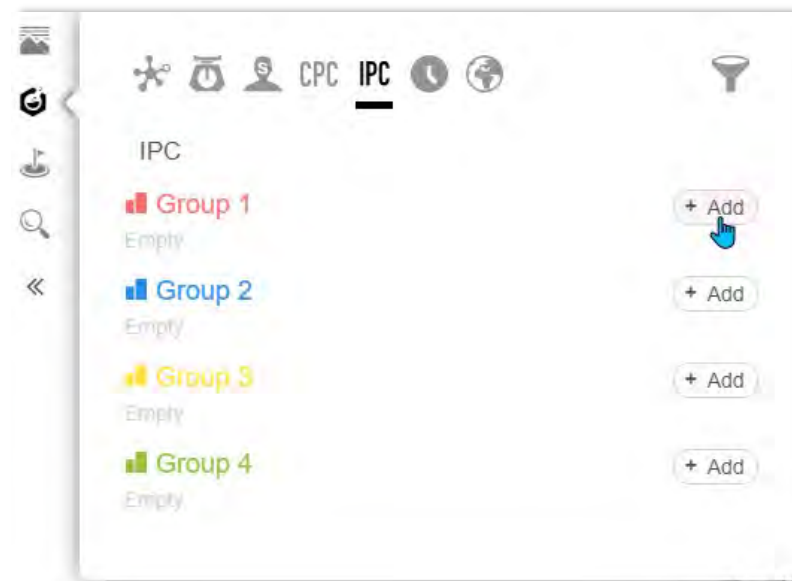 CPC IPC
IPC
Group 1
+ Add
Empty
Group 2
+ Add
Empty
Group 3
+ Add
Empty
Group 4
+ Add
Empty